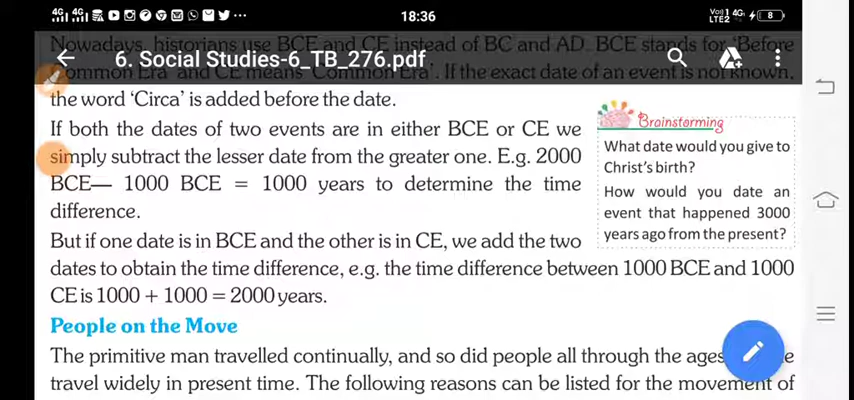 4G 4G
18:36
Vo)) 1 4G
LTE2
8
Nowadays, historians use BCE and CE instead of BC and AD. BCE stands for 'Before
6. Social Studies-6_TB_276.pdf
Common Era' and CE means 'Common Era'. If the exact date of an event is not known,
the word 'Circa' is added before the date.
If both the dates of two events are in either BCE or CE we
simply subtract the lesser date from the greater one. E.g. 2000
BCE— 1000 BCE = 1000 years to determine the time
difference.
But if one date is in BCE and the other is in CE, we add the two
dates to obtain the time difference, e.g. the time difference between 1000 BCE and 1000
CE is 1000 + 1000 = 2000 years.
Brainstorming
What date would you give to
Christ's birth?
How would you date an
event that happened 3000
years ago from the present?
People on the Move
The primitive man travelled continually, and so did people all through the ages
travel widely in present time. The following reasons can be listed for the movement of